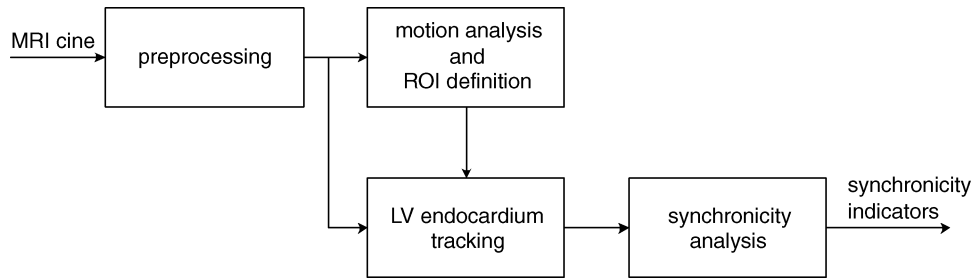 MRI cine
preprocessing
motion analysis
and
ROI definition
LV endocardium
tracking
synchronicity
analysis
synchronicity
indicators